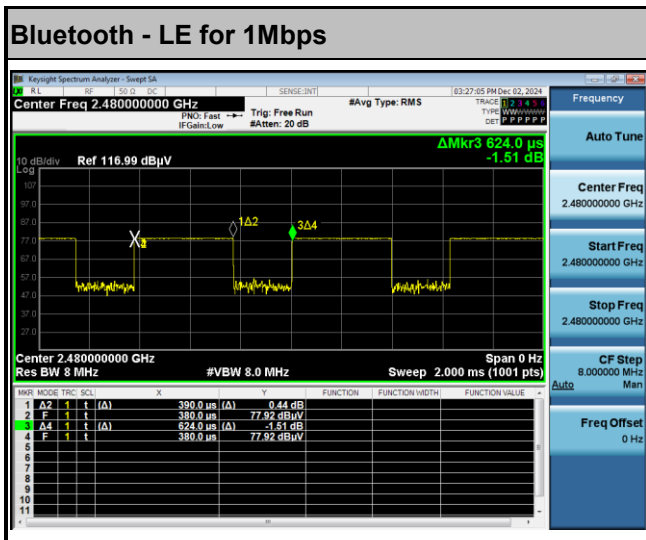 Bluetooth - LE for 1Mbps
Keysight Spectrum Analyzer - Swept SA
RL RF 50 Ω DC SENSE:INT 03:27:05 PM Dec 02, 2024
Center Freq 2.480000000 GHz #Avg Type: RMS TRACE 1 2 3 4 5 6
PNO: Fast Trig: Free Run TYPE WWWWWW
IFGain:Low #Atten: 20 dB DET P P P P P P
Frequency
Auto Tune
ΔMkr3 624.0 µs
10 dB/div Ref 116.99 dBµV -1.51 dB
Log
107
97.0
87.0
77.0
67.0
57.0
47.0
37.0
27.0
1Δ2
3Δ4
Center 2.480000000 GHz Span 0 Hz
Res BW 8 MHz #VBW 8.0 MHz Sweep 2.000 ms (1001 pts)
MKR MODE TRC SCL X Y FUNCTION FUNCTION WIDTH FUNCTION VALUE
1 Δ2 1 t (Δ) 390.0 µs (Δ) 0.44 dB
2 F 1 t 380.0 µs 77.92 dBµV
3 Δ4 1 t (Δ) 624.0 µs (Δ) -1.51 dB
4 F 1 t 380.0 µs 77.92 dBµV
5
6
7
8
9
10
11
Center Freq
2.480000000 GHz
Start Freq
2.480000000 GHz
Stop Freq
2.480000000 GHz
CF Step
8.000000 MHz
Auto Man
Freq Offset
0 Hz